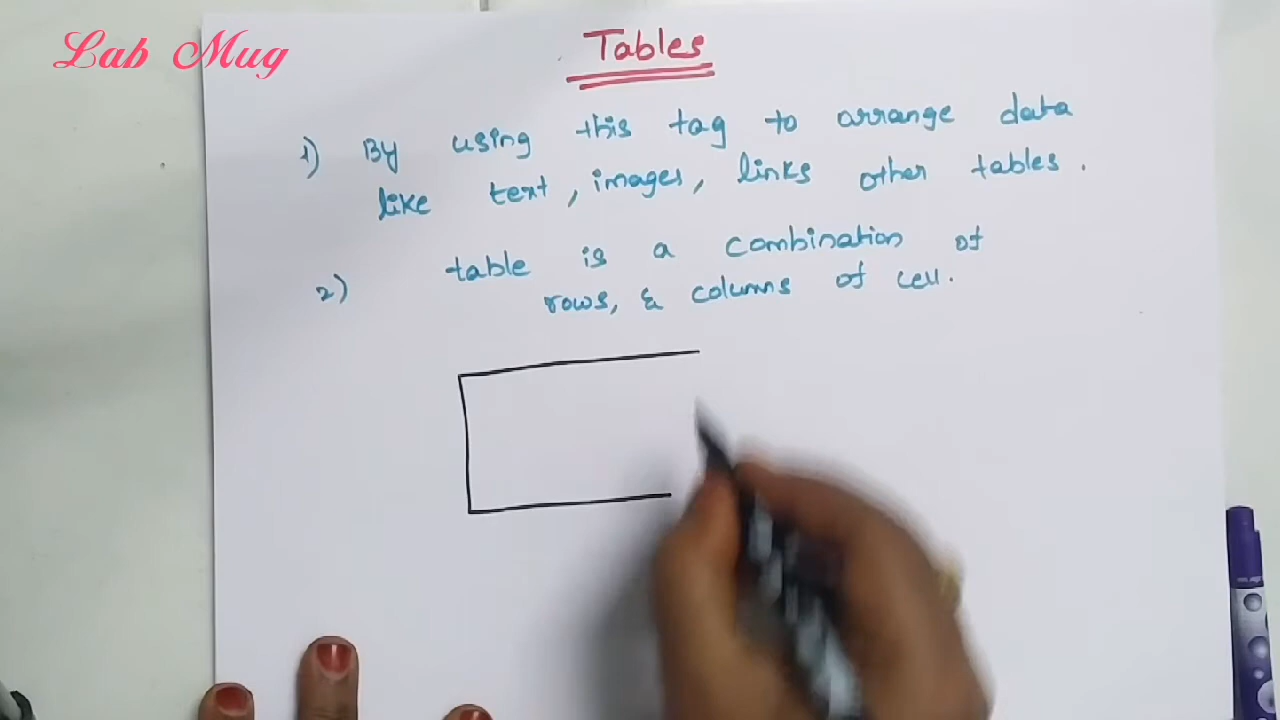 Lab Mug
Tables
1) By using this tag to arrange data
like text, images, links other tables.
2) table is a combination of
rows, & columns of cell.